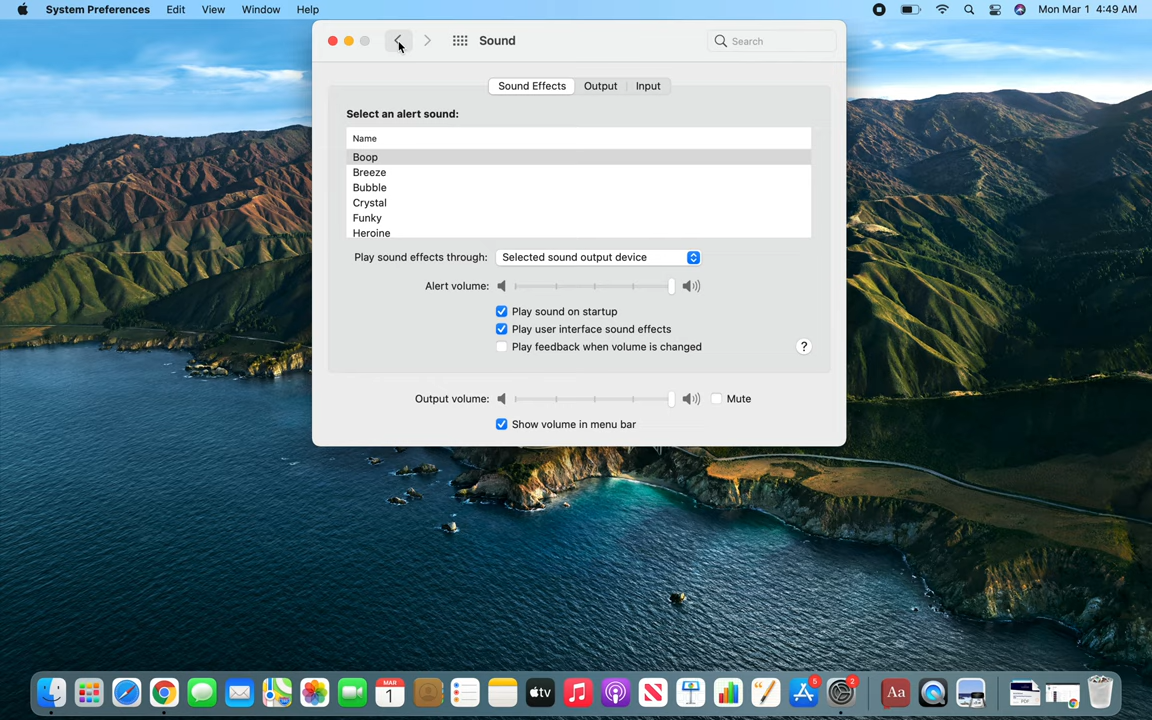 System Preferences Edit View Window Help Mon Mar 1 4:49 AM
Sound Search
Sound Effects Output Input
Select an alert sound:
Name
Boop
Breeze
Bubble
Crystal
Funky
Heroine
Play sound effects through: Selected sound output device
Alert volume:
Play sound on startup
Play user interface sound effects
Play feedback when volume is changed ?
Output volume: Mute
Show volume in menu bar
MAR
1
tv
5
2
Aa
PDF